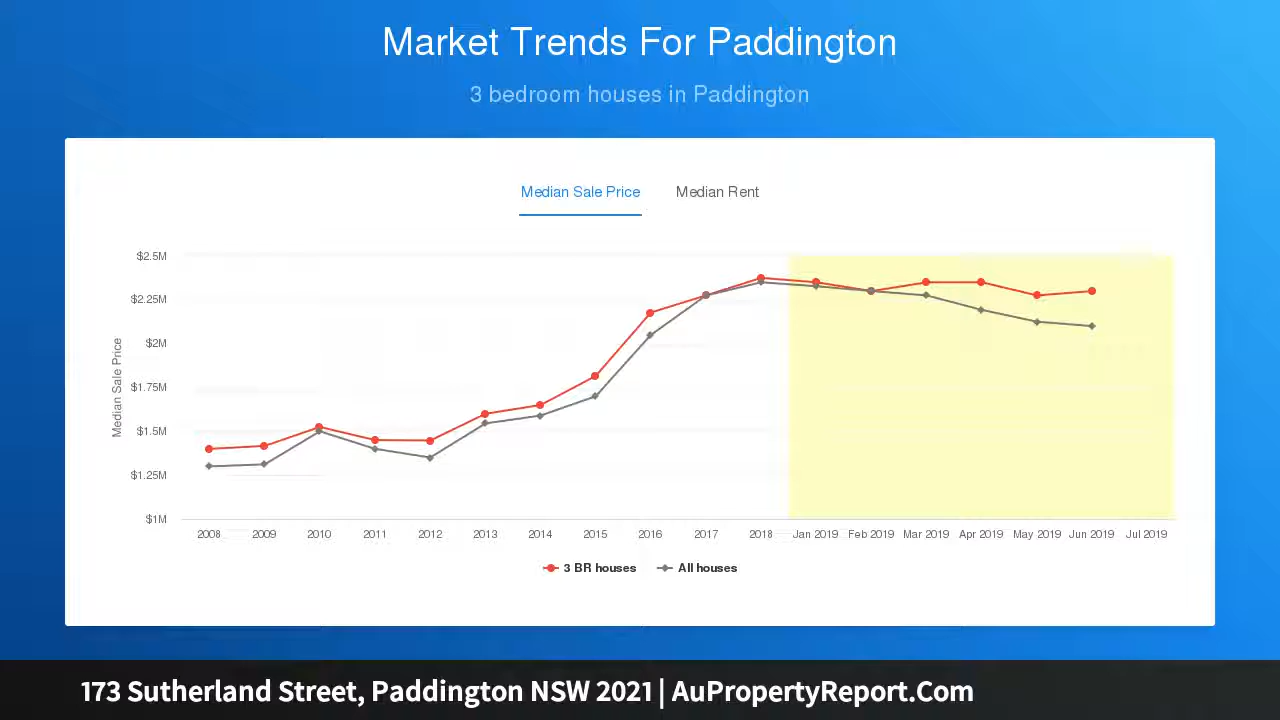 Market Trends For Paddington
3 bedroom houses in Paddington
Median Sale Price Median Rent
Median Sale Price
$2.5M
$2.25M
$2M
$1.75M
$1.5M
$1.25M
$1M
2008 2009 2010 2011 2012 2013 2014 2015 2016 2017 2018 Jan 2019 Feb 2019 Mar 2019 Apr 2019 May 2019 Jun 2019 Jul 2019
3 BR houses All houses
173 Sutherland Street, Paddington NSW 2021 | AuPropertyReport.Com